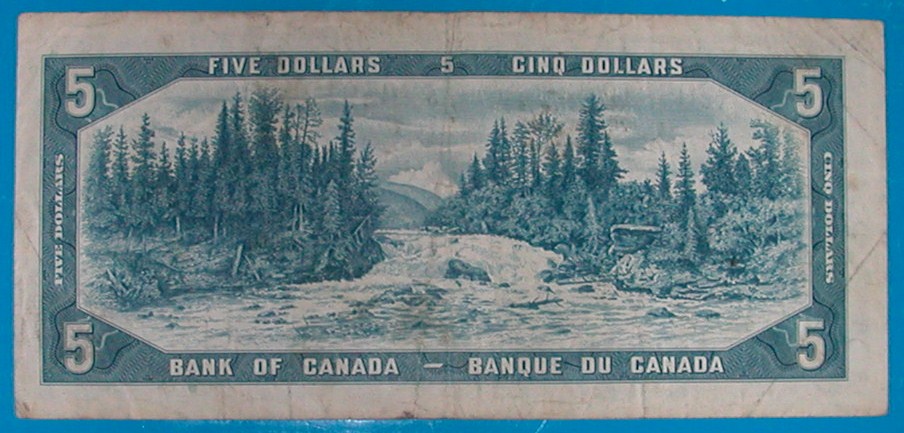 FIVE DOLLARS 5 CINQ DOLLARS
5 5
FIVE DOLLARS
CINQ DOLLARS
5 5
BANK OF CANADA — BANQUE DU CANADA